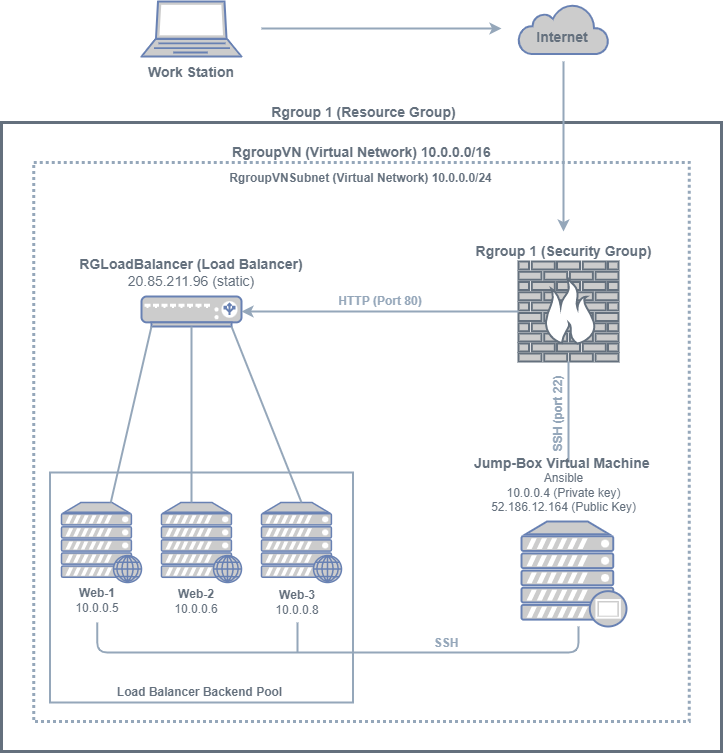 Work Station
Internet
Rgroup 1 (Resource Group)
RgroupVN (Virtual Network) 10.0.0.0/16
RgroupVNSubnet (Virtual Network) 10.0.0.0/24
Rgroup 1 (Security Group)
RGLoadBalancer (Load Balancer)
20.85.211.96 (static)
HTTP (Port 80)
SSH (port 22)
Jump-Box Virtual Machine
Ansible
10.0.0.4 (Private key)
52.186.12.164 (Public Key)
Web-1
10.0.0.5
Web-2
10.0.0.6
Web-3
10.0.0.8
SSH
Load Balancer Backend Pool